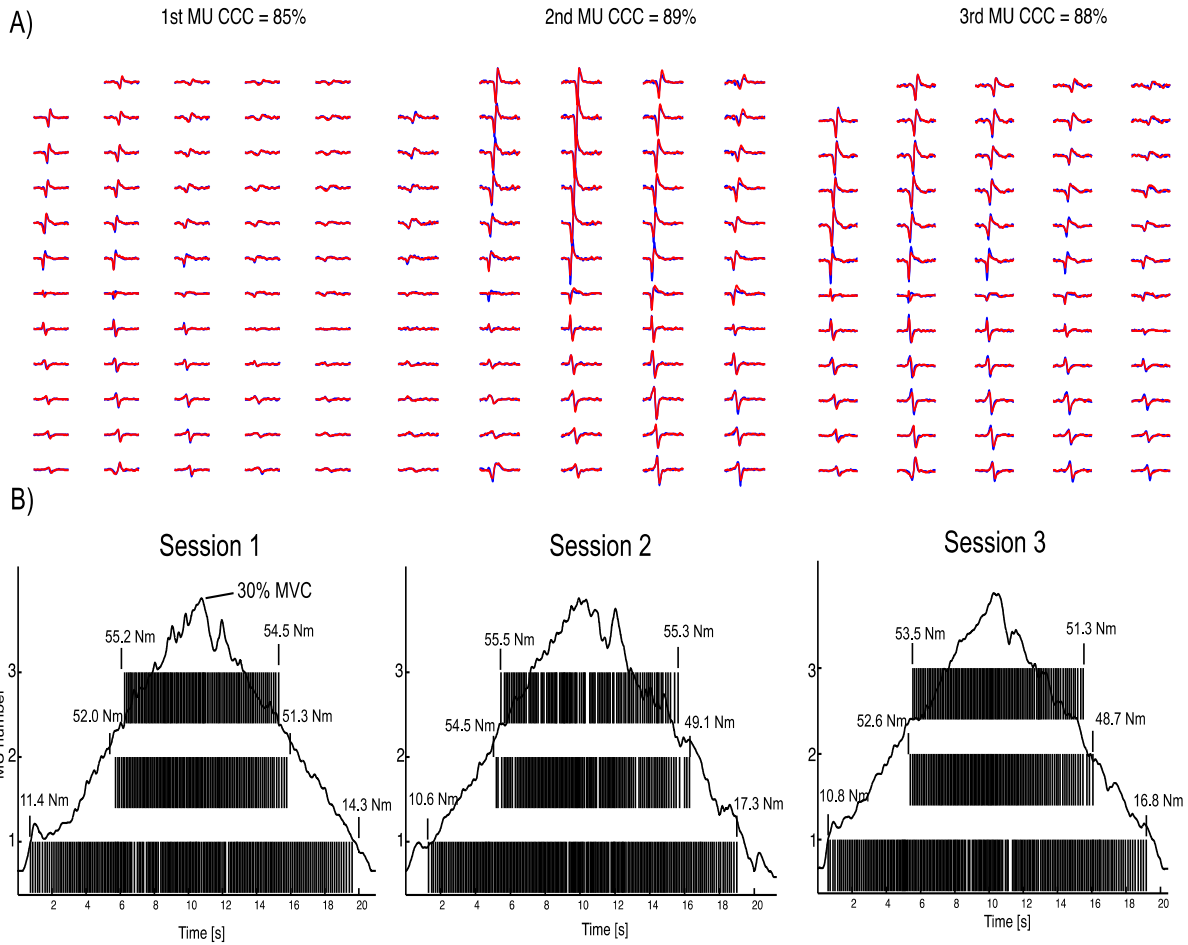 A)
1st MU CCC = 85%
2nd MU CCC = 89%
3rd MU CCC = 88%
B)
Session 1
Session 2
Session 3
30% MVC
55.2 Nm
54.5 Nm
52.0 Nm
51.3 Nm
11.4 Nm
14.3 Nm
3
2
1
2 4 6 8 10 12 14 16 18 20
Time [s]
55.5 Nm
55.3 Nm
54.5 Nm
49.1 Nm
10.6 Nm
17.3 Nm
3
2
1
2 4 6 8 10 12 14 16 18 20
Time [s]
53.5 Nm
51.3 Nm
52.6 Nm
48.7 Nm
10.8 Nm
16.8 Nm
3
2
1
2 4 6 8 10 12 14 16 18 20
Time [s]